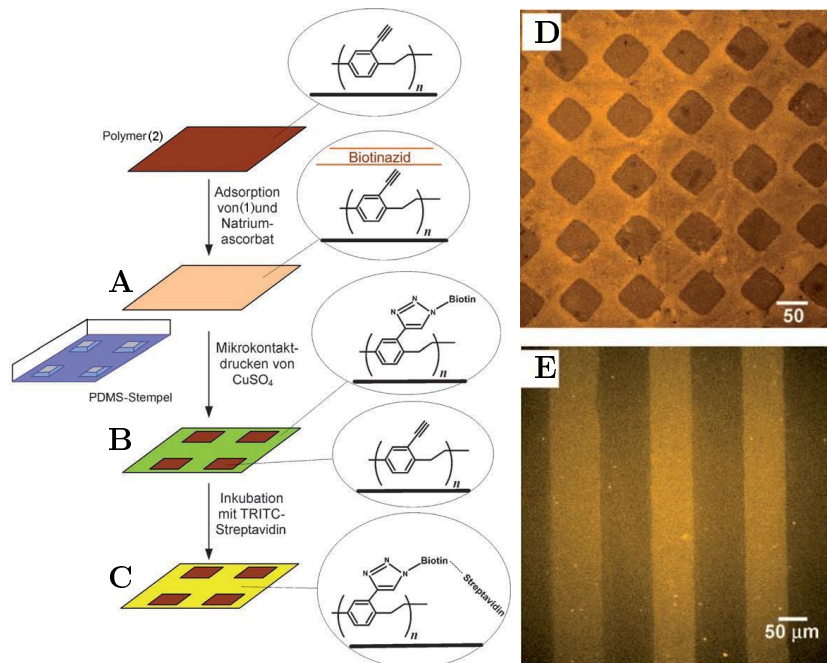 n
Polymer(2)
Biotinazid
n
Adsorption
von(1)und
Natrium-
ascorbat
A
N
N
N
Biotin
n
Mikrokontakt-
drucken von
CuSO4
PDMS-Stempel
B
n
Inkubation
mit TRITC-
Streptavidin
C
N
N
N
Biotin
Streptavidin
n
D
50
E
50 µm